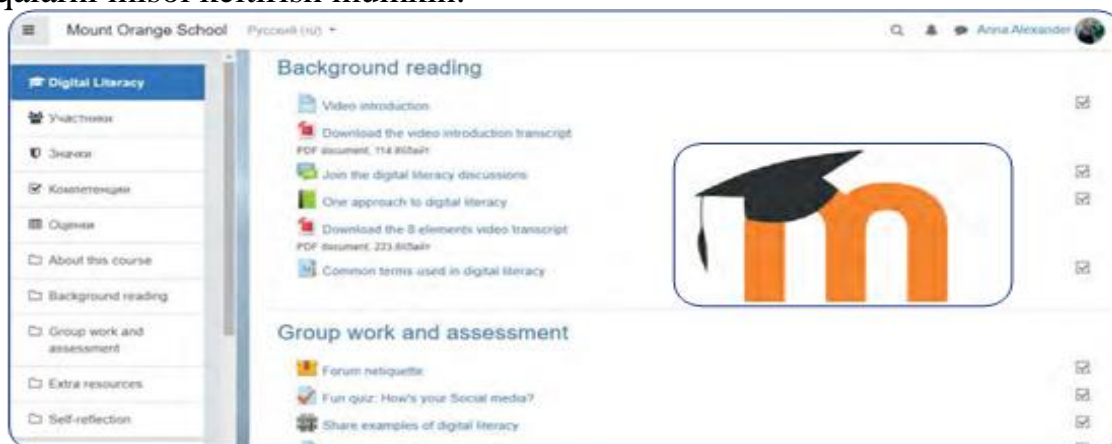 misol keltirish mumkin.
Mount Orange School Русский (ru)
Anna Alexander
Digital Literacy
Участники
Значки
Компетенции
Оценки
About this course
Background reading
Group work and
assessment
Extra resources
Self-reflection
Background reading
Video introduction
Download the video introduction transcript
PDF document,
Join the digital literacy discussions
One approach to digital literacy
Download the 8 elements video transcript
PDF document,
Common terms used in digital literacy
m
Group work and assessment
Forum netiquette
Fun quiz: How's your Social media?
Share examples of digital literacy